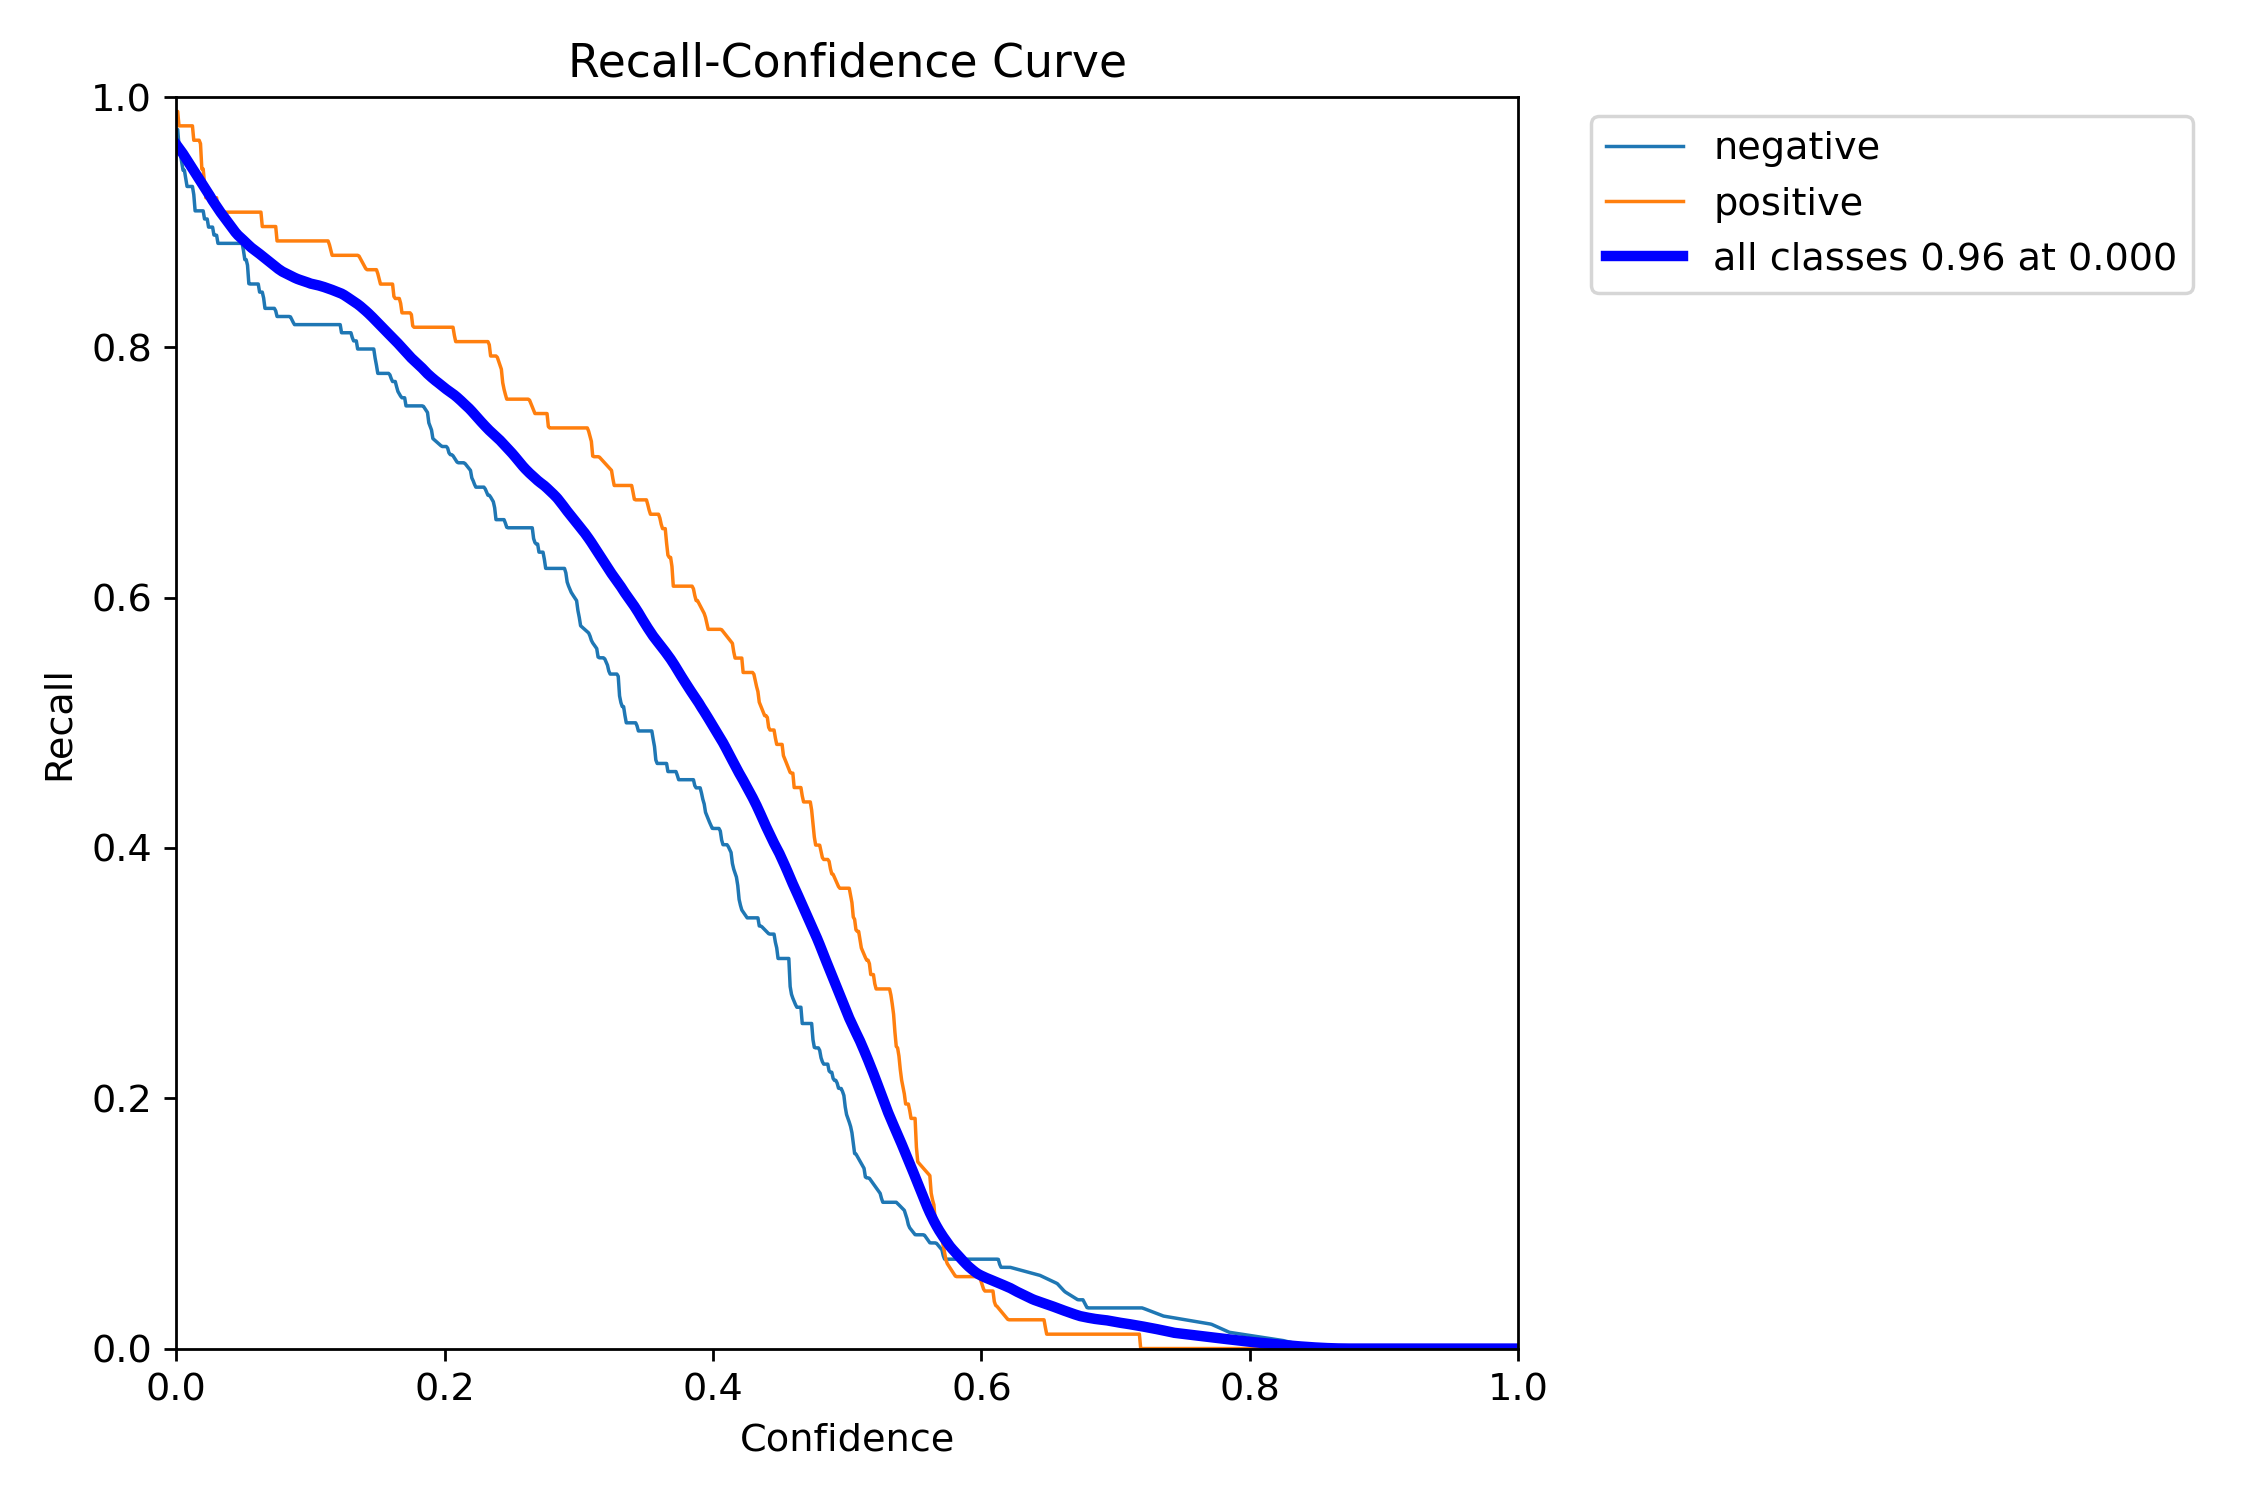 Recall-Confidence Curve
1.0
0.8
0.6
0.4
0.2
0.0
Recall
0.0 0.2 0.4 0.6 0.8 1.0
Confidence
negative
positive
all classes 0.96 at 0.000